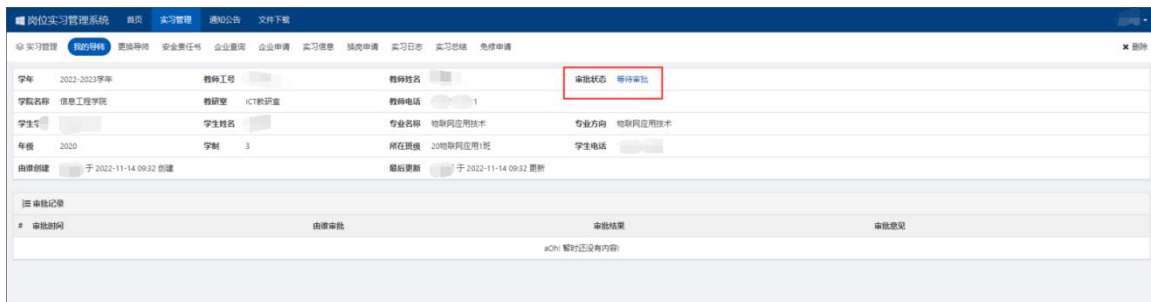 岗位实习管理系统 首页 实习管理 通知公告 文件下载
实习管理 我的导师 更换导师 安全责任书 企业查询 企业申请 实习信息 换岗申请 实习日志 实习总结 免修申请 × 删除
学年 2022-2023学年 教师工号 教师姓名 审批状态 等待审批
学院名称 信息工程学院 教研室 ICT教研室 教师电话 1
学生 学生姓名 专业名称 物联网应用技术 专业方向 物联网应用技术
年级 2020 学制 3 所在班级 20物联网应用1班 学生电话
由谁创建 于 2022-11-14 09:32 创建 最后更新 于 2022-11-14 09:32 更新
审批记录
# 审批时间 由谁审批 审批结果 审批意见
aOh! 暂时还没有内容!